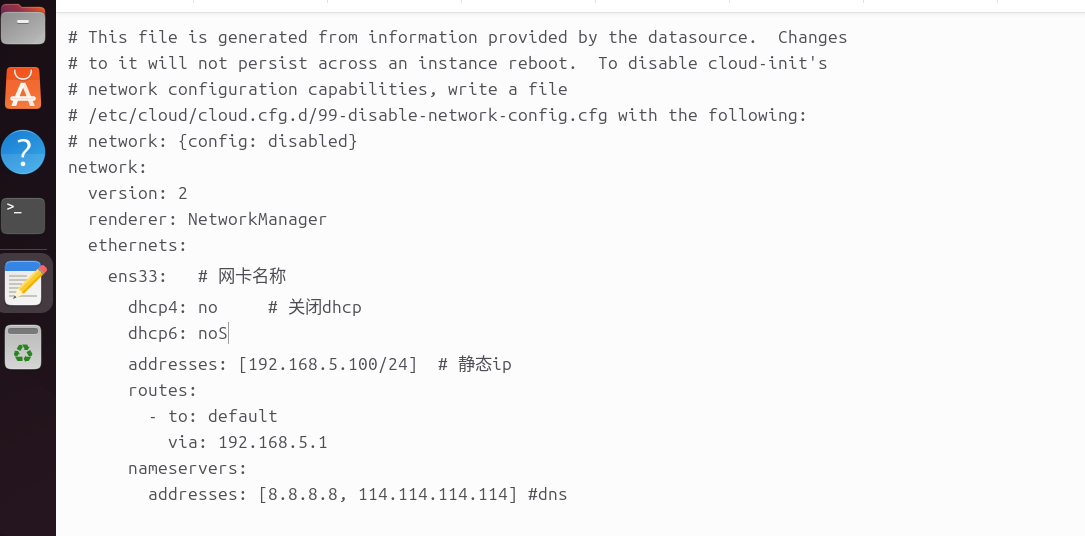 # This file is generated from information provided by the datasource.  Changes
# to it will not persist across an instance reboot.  To disable cloud-init's
# network configuration capabilities, write a file
# /etc/cloud/cloud.cfg.d/99-disable-network-config.cfg with the following:
# network: {config: disabled}
network:
  version: 2
  renderer: NetworkManager
  ethernets:
    ens33:   # 网卡名称
      dhcp4: no     # 关闭dhcp
      dhcp6: noS
      addresses: [192.168.5.100/24]  # 静态ip
      routes:
        - to: default
          via: 192.168.5.1
      nameservers:
        addresses: [8.8.8.8, 114.114.114.114] #dns